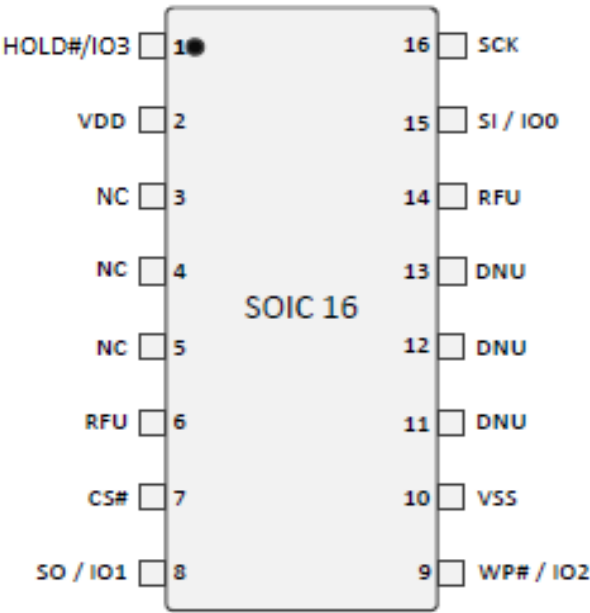 HOLD#/IO3 1 16 SCK
VDD 2 15 SI / IO0
NC 3 14 RFU
NC 4 13 DNU
SOIC 16
NC 5 12 DNU
RFU 6 11 DNU
CS# 7 10 VSS
SO / IO1 8 9 WP# / IO2